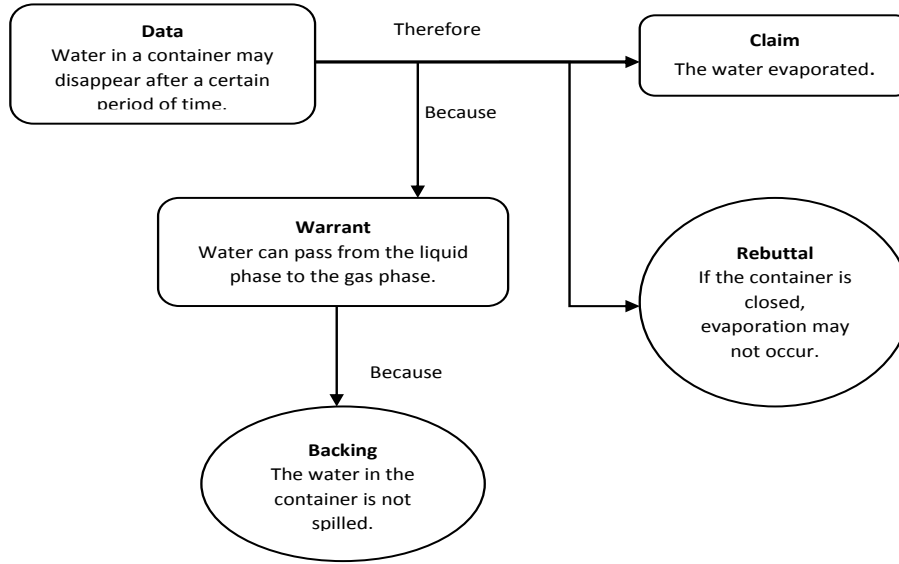 Data
Water in a container may
disappear after a certain
period of time.
Therefore
Claim
The water evaporated.
Because
Warrant
Water can pass from the liquid
phase to the gas phase.
Rebuttal
If the container is
closed,
evaporation may
not occur.
Because
Backing
The water in the
container is not
spilled.